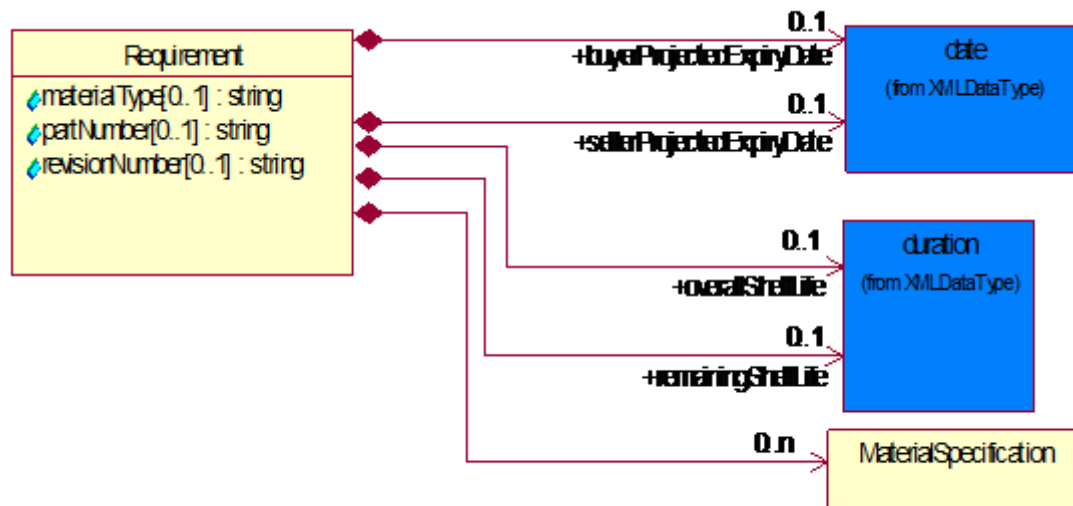 Requirement
materialType[0..1] : string
partNumber[0..1] : string
revisionNumber[0..1] : string
0..1
+buyerProjectedExpiryDate
0..1
+sellerProjectedExpiryDate
date
(from XMLDataType)
0..1
+overallShelfLife
0..1
+remainingShelfLife
duration
(from XMLDataType)
0..n
MaterialSpecification